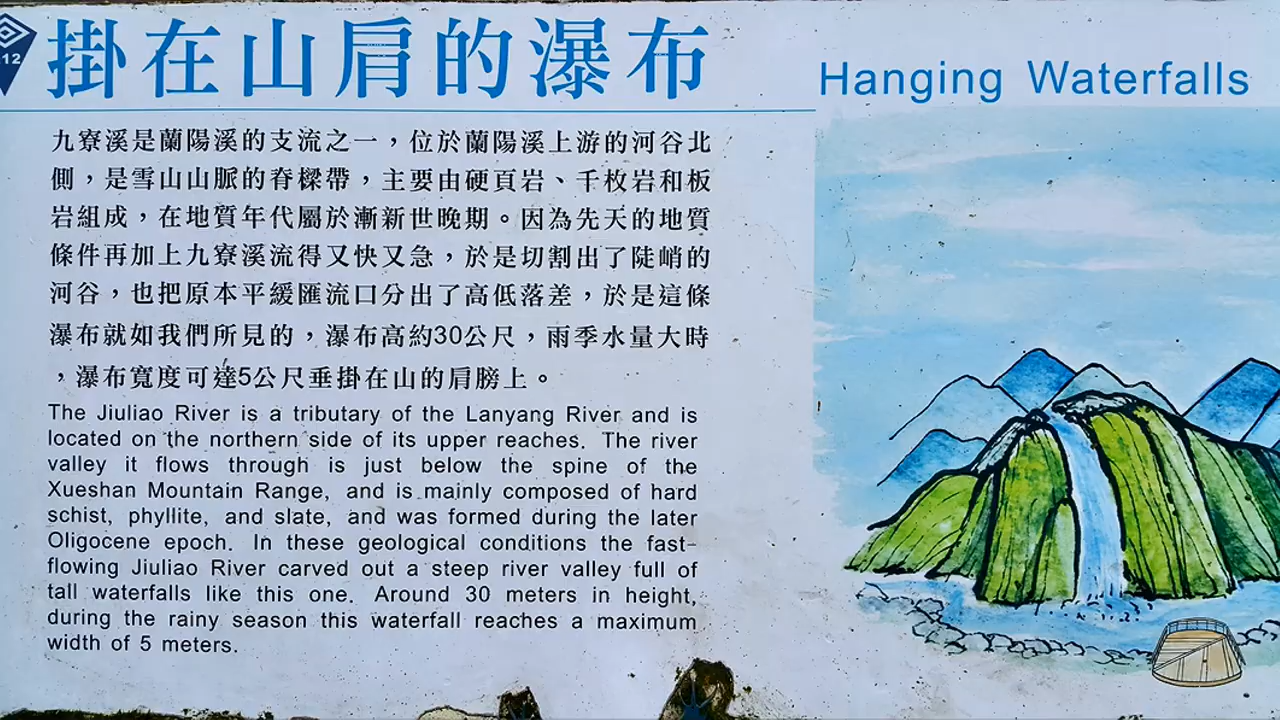 12
掛在山肩的瀑布
Hanging Waterfalls
九寮溪是蘭陽溪的支流之一，位於蘭陽溪上游的河谷北
側，是雪山山脈的脊樑帶，主要由硬頁岩、千枚岩和板
岩組成，在地質年代屬於漸新世晚期。因為先天的地質
條件再加上九寮溪流得又快又急，於是切割出了陡峭的
河谷，也把原本平緩匯流口分出了高低落差，於是這條
瀑布就如我們所見的，瀑布高約30公尺，雨季水量大時
，瀑布寬度可達5公尺垂掛在山的肩膀上。
The Jiuliao River is a tributary of the Lanyang River and is
located on the northern side of its upper reaches. The river
valley it flows through is just below the spine of the
Xueshan Mountain Range, and is mainly composed of hard
schist, phyllite, and slate, and was formed during the later
Oligocene epoch. In these geological conditions the fast-
flowing Jiuliao River carved out a steep river valley full of
tall waterfalls like this one. Around 30 meters in height,
during the rainy season this waterfall reaches a maximum
width of 5 meters.